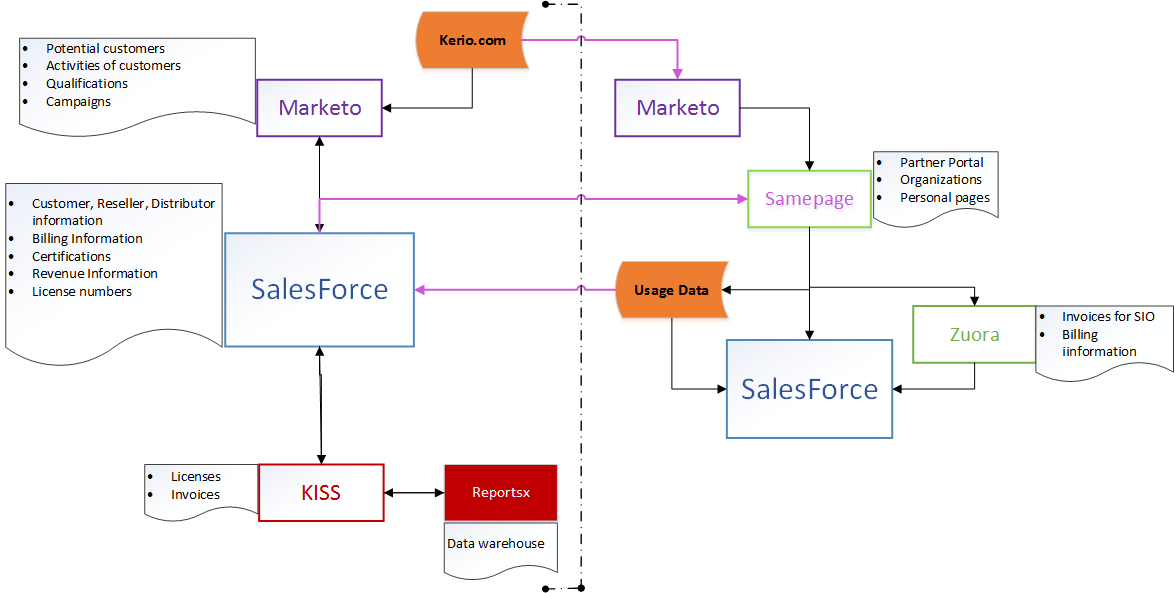 Kerio.com
Potential customers
Activities of customers
Qualifications
Campaigns
Marketo
Marketo
Partner Portal
Organizations
Personal pages
Samepage
Customer, Reseller, Distributor
information
Billing Information
Certifications
Revenue Information
License numbers
SalesForce
Usage Data
Zuora
Invoices for SIO
Billing
iinformation
SalesForce
Licenses
Invoices
KISS
Reportsx
Data warehouse